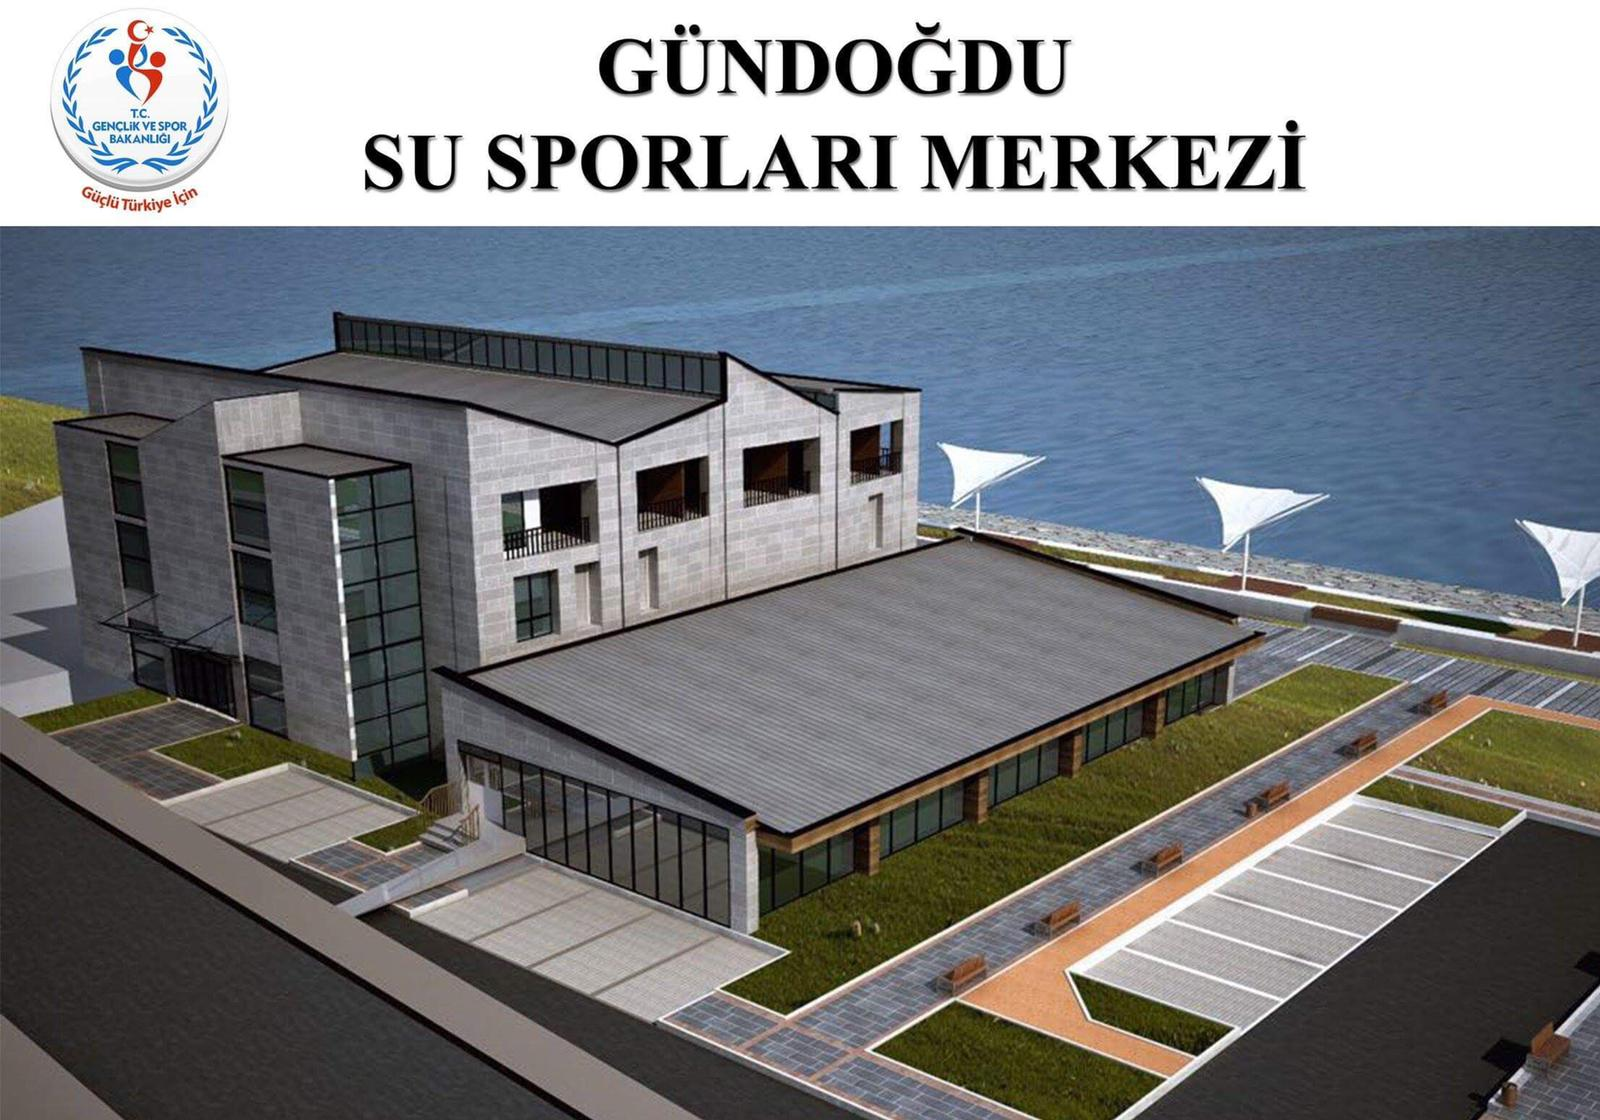 GÜNDOĞDU
SU SPORLARI MERKEZİ
T.C.
GENÇLİK VE SPOR
BAKANLIĞI
Güçlü Türkiye İçin